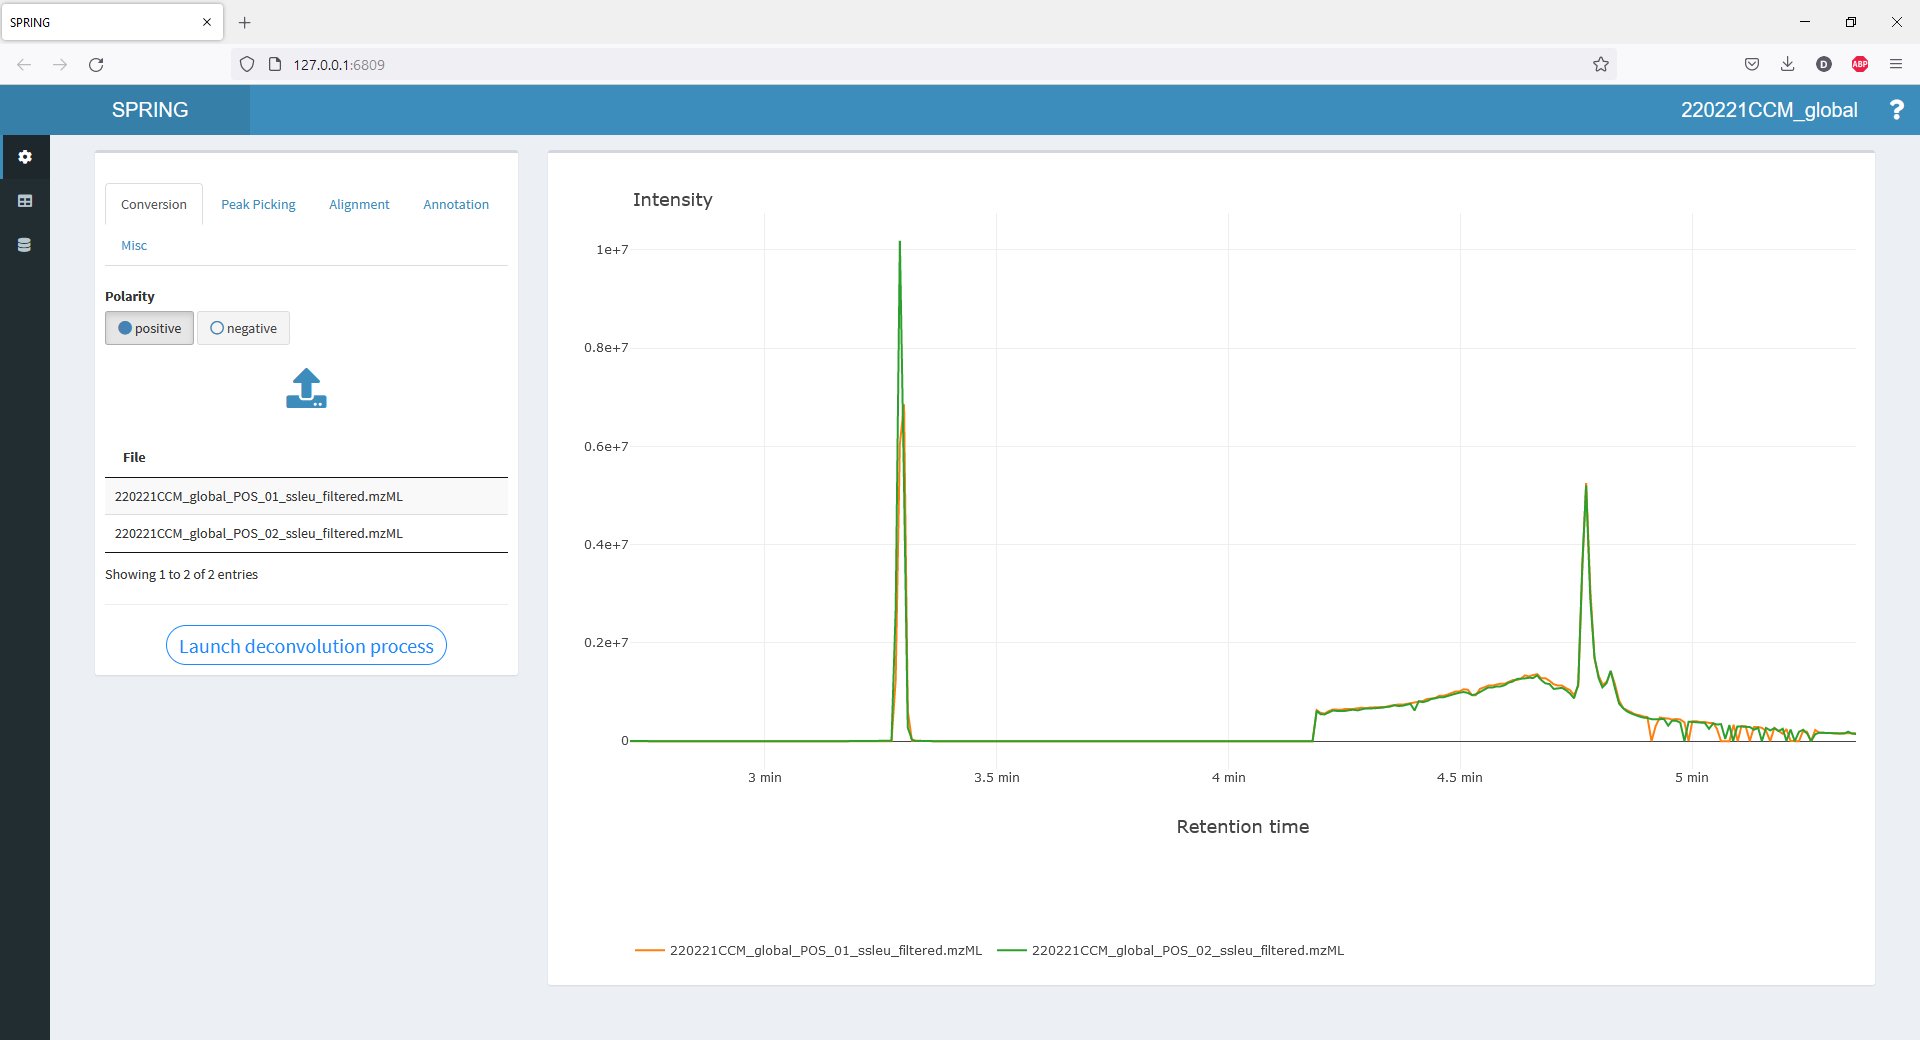 SPRING
127.0.0.1:6809
D
ABP
SPRING
220221CCM_global
?
Conversion
Peak Picking
Alignment
Annotation
Misc
Polarity
positive
negative
File
220221CCM_global_POS_01_ssleu_filtered.mzML
220221CCM_global_POS_02_ssleu_filtered.mzML
Showing 1 to 2 of 2 entries
Launch deconvolution process
Intensity
1e+7
0.8e+7
0.6e+7
0.4e+7
0.2e+7
0
3 min
3.5 min
4 min
4.5 min
5 min
Retention time
220221CCM_global_POS_01_ssleu_filtered.mzML
220221CCM_global_POS_02_ssleu_filtered.mzML